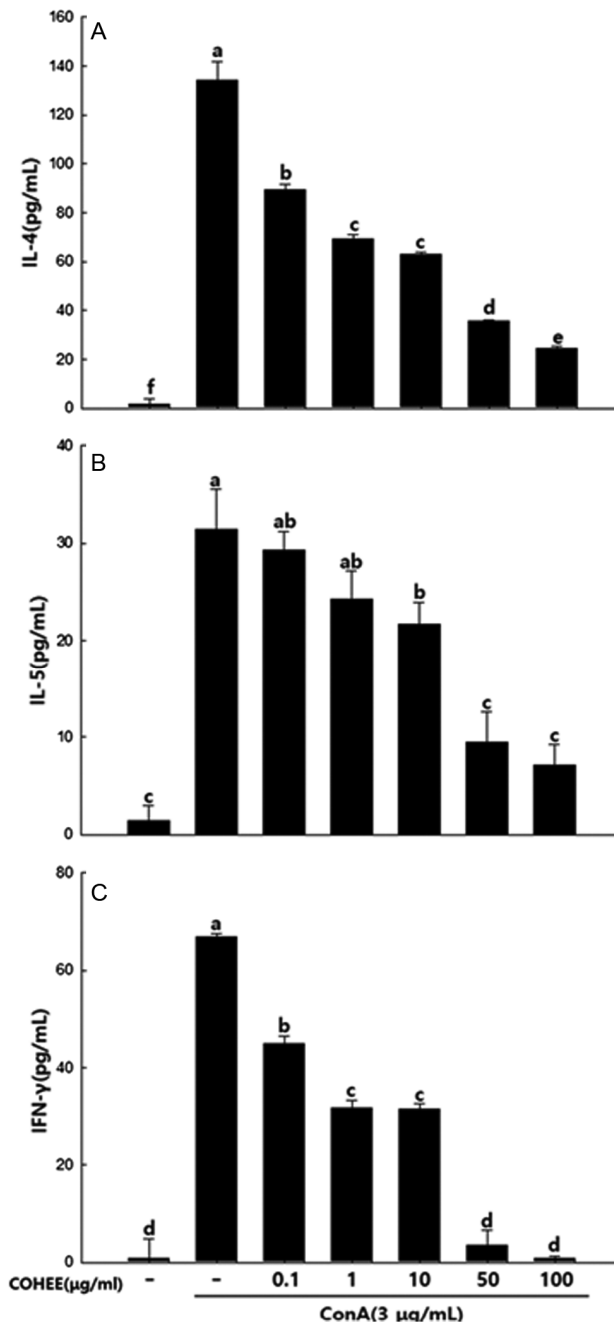 A
IL-4(pg/mL)
160
140
120
100
80
60
40
20
0
f
a
b
c
c
d
e
B
IL-5(pg/mL)
40
30
20
10
0
c
a
ab
ab
b
c
c
C
IFN-γ(pg/mL)
80
60
40
20
0
d
a
b
c
c
d
d
COHEE(μg/ml) – – 0.1 1 10 50 100
ConA(3 μg/mL)